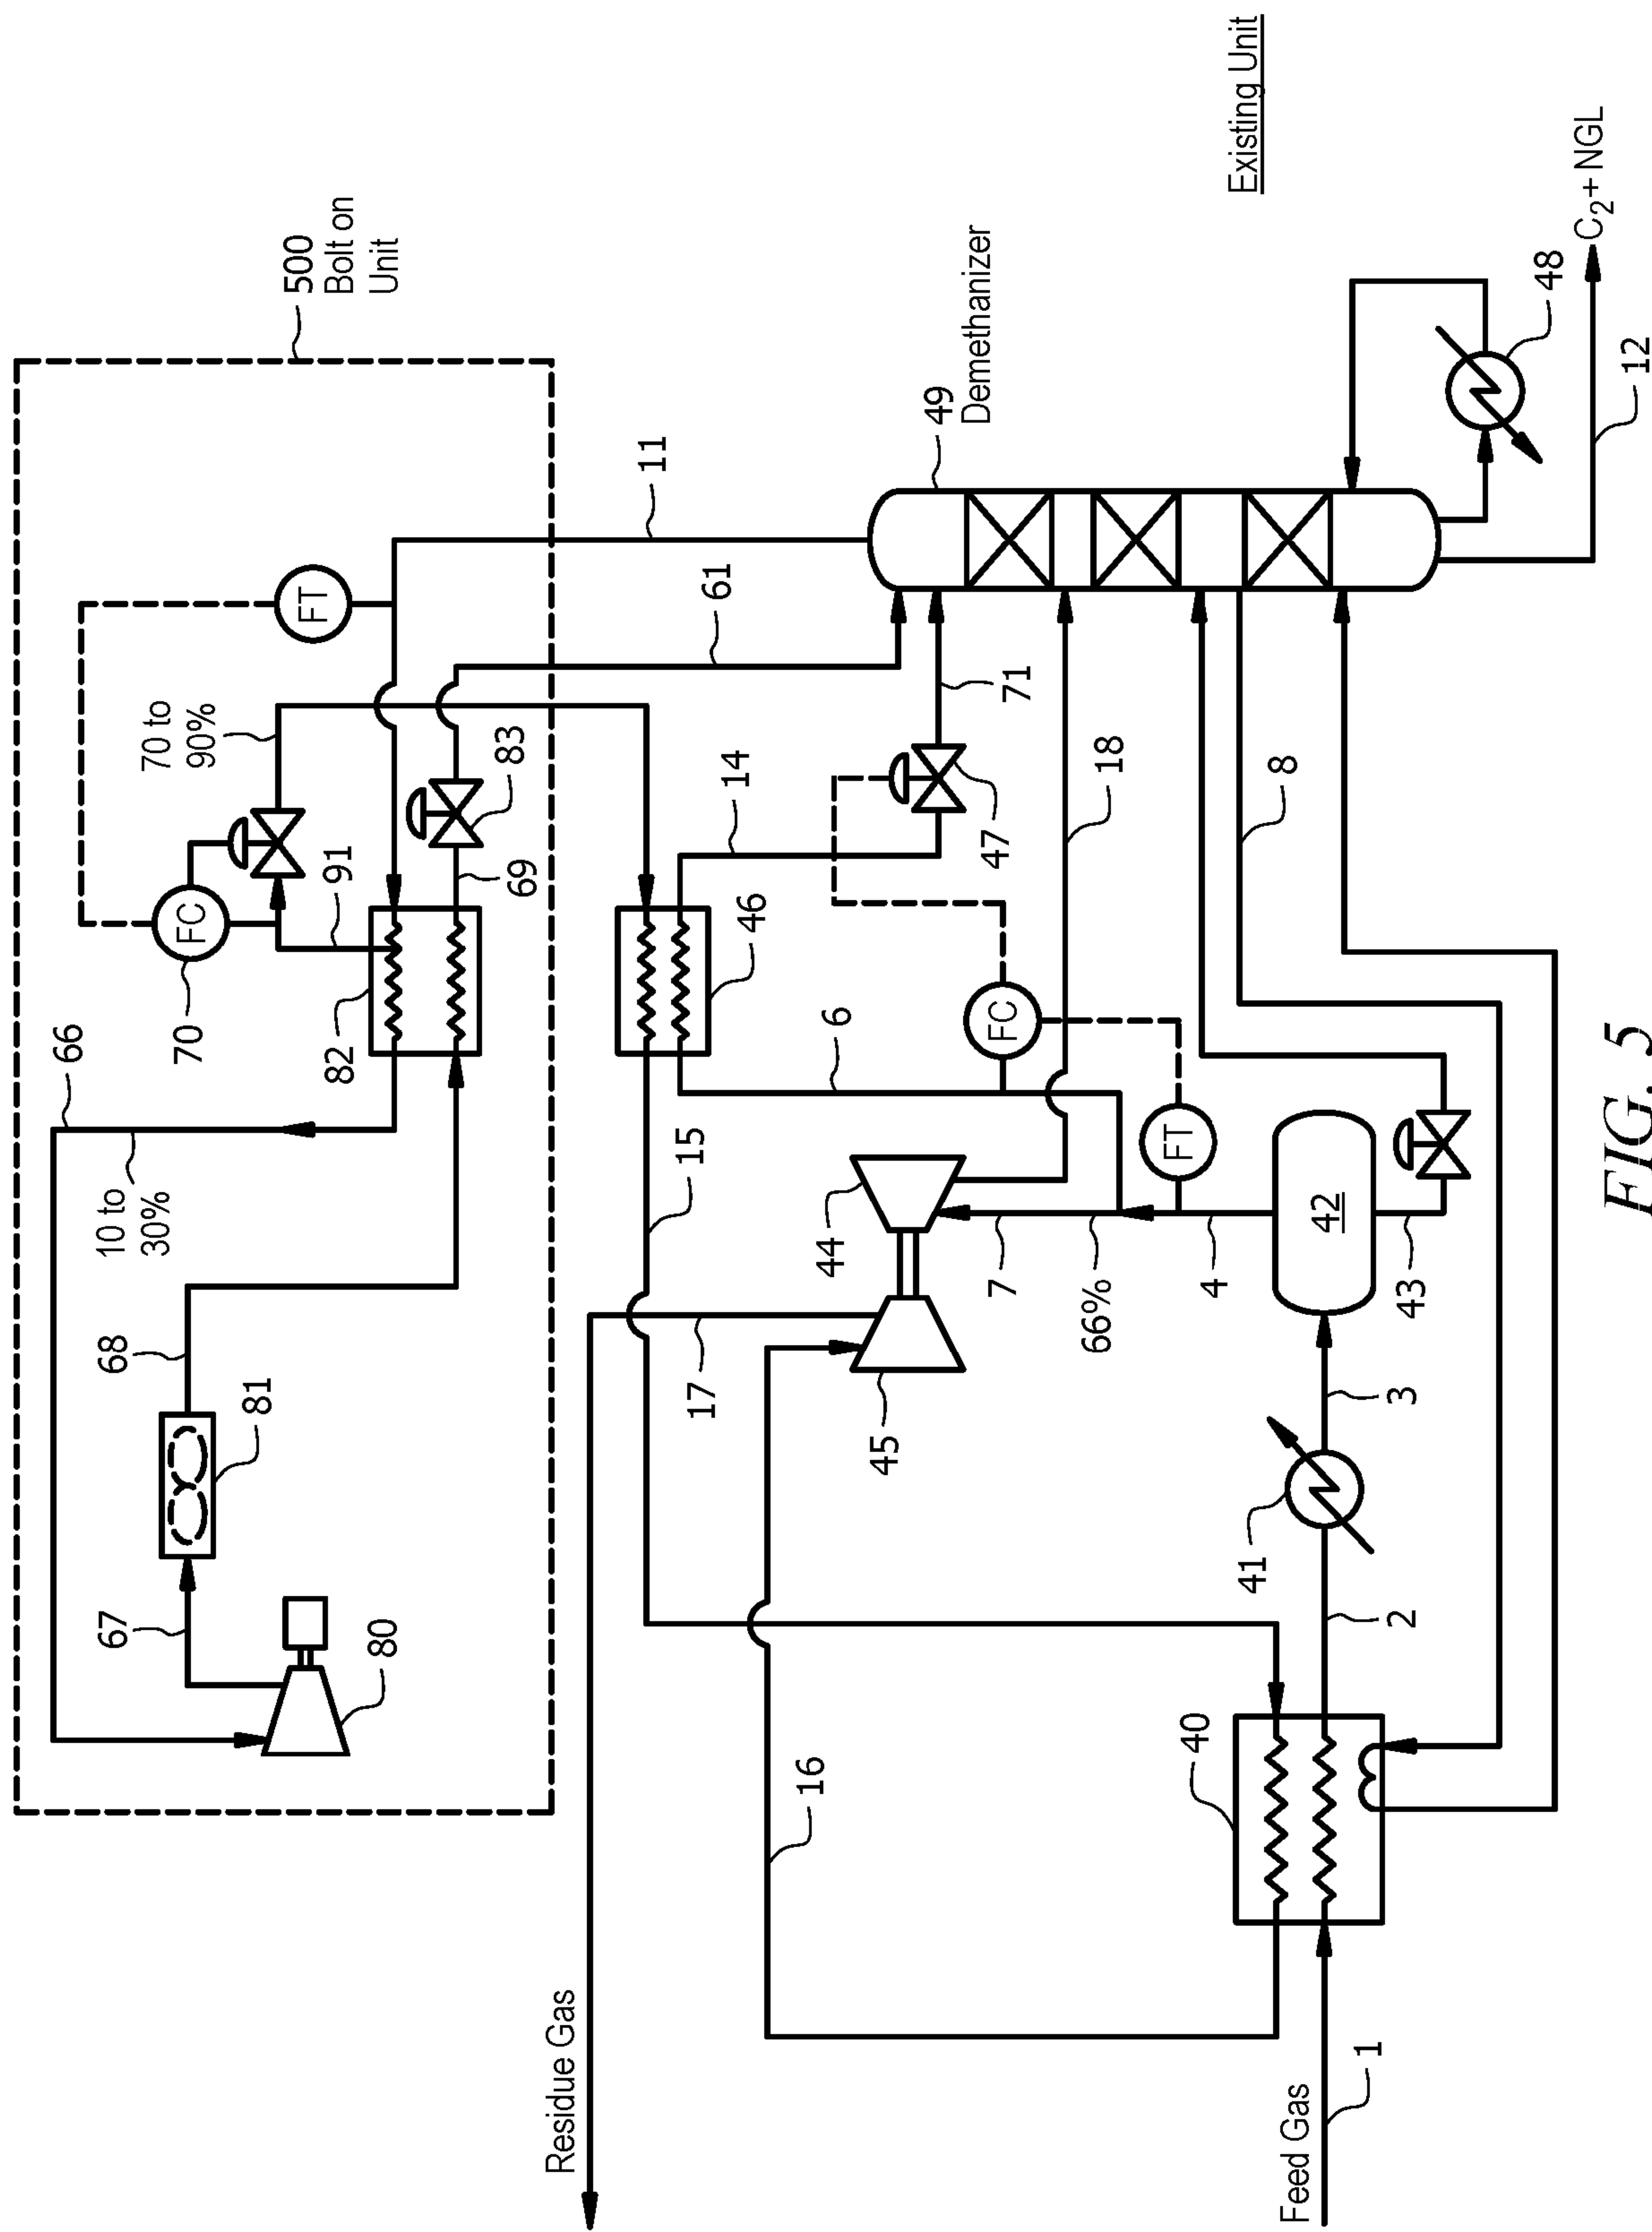 500
Bolt on
Unit
70 to
90%
FT
FC
70
91
66
82
10 to
30%
68
67
81
80
69
83
11
61
49
Demethanizer
Existing Unit
71
14
47
46
18
8
6
FC
FT
15
44
45
17
7
66%
4
42
43
3
41
2
40
16
48
C2+ NGL
12
Residue Gas
Feed Gas
1
FIG. 5